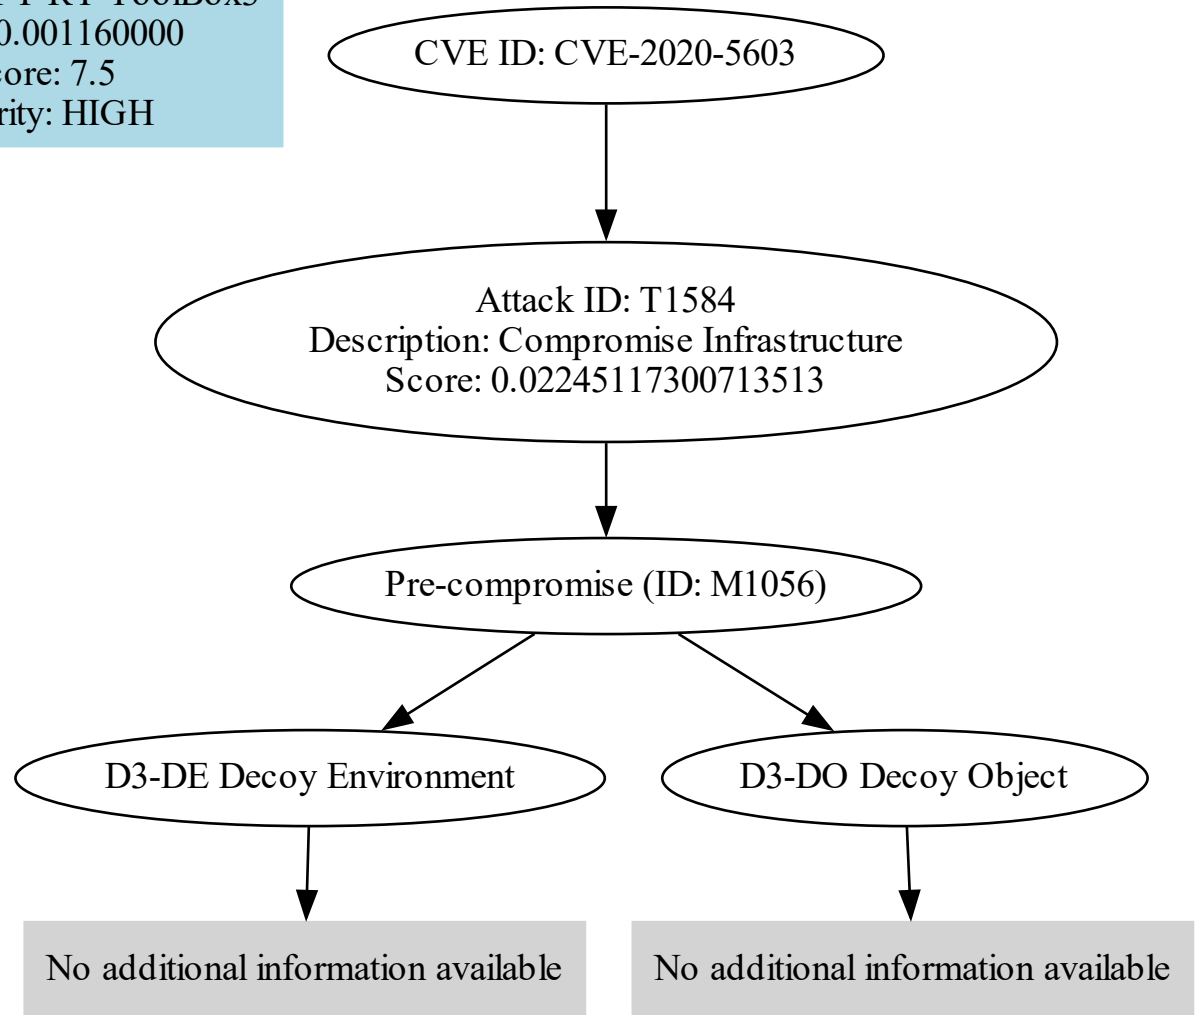 0.001160000
ore: 7.5
rity: HIGH
CVE ID: CVE-2020-5603
Attack ID: T1584
Description: Compromise Infrastructure
Score: 0.02245117300713513
Pre-compromise (ID: M1056)
D3-DE Decoy Environment
D3-DO Decoy Object
No additional information available
No additional information available